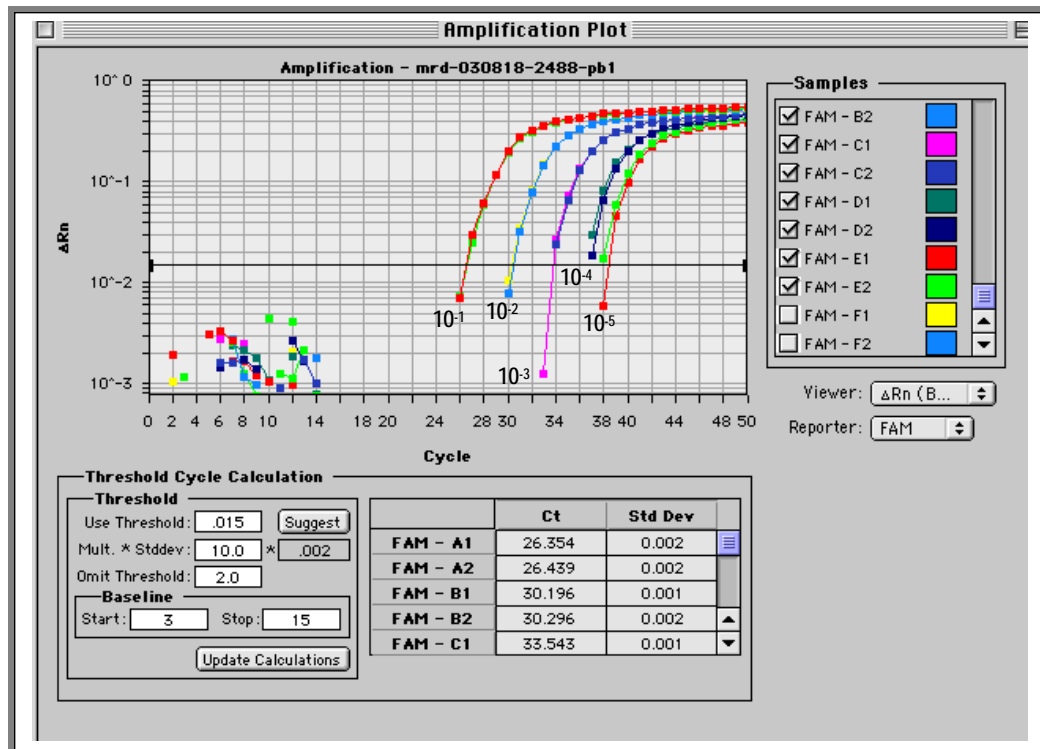 Amplification Plot
Amplification - mrd-030818-2488-pb1
10^0
10^-1
10^-2
10^-3
ΔRn
10-1
10-2
10-3
10-4
10-5
0 2 4 6 8 10 12 14 18 20 24 28 30 34 38 40 44 48 50
Cycle
Samples
FAM - B2
FAM - C1
FAM - C2
FAM - D1
FAM - D2
FAM - E1
FAM - E2
FAM - F1
FAM - F2
Viewer: ΔRn (B...
Reporter: FAM
Threshold Cycle Calculation
Threshold
Use Threshold: .015 Suggest
Mult. * Stddev: 10.0 * .002
Omit Threshold: 2.0
Baseline
Start: 3 Stop: 15
Update Calculations
Ct Std Dev
FAM - A1 26.354 0.002
FAM - A2 26.439 0.002
FAM - B1 30.196 0.001
FAM - B2 30.296 0.002
FAM - C1 33.543 0.001